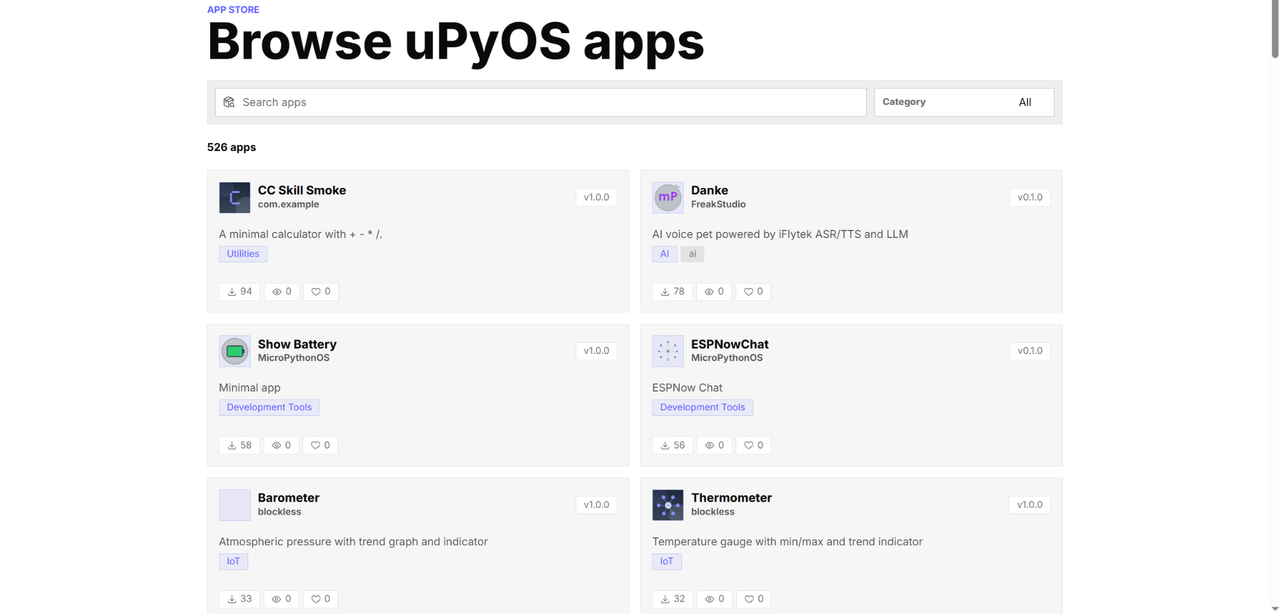 APP STORE
Browse uPyOS apps
Search apps
Category All
526 apps
CC Skill Smoke
com.example
v1.0.0
A minimal calculator with + - * /.
Utilities
94 0 0
mP
Danke
FreakStudio
v0.1.0
AI voice pet powered by iFlytek ASR/TTS and LLM
AI ai
78 0 0
Show Battery
MicroPythonOS
v1.0.0
Minimal app
Development Tools
58 0 0
ESPNowChat
MicroPythonOS
v0.1.0
ESPNow Chat
Development Tools
56 0 0
Barometer
blockless
v1.0.0
Atmospheric pressure with trend graph and indicator
IoT
33 0 0
Thermometer
blockless
v1.0.0
Temperature gauge with min/max and trend indicator
IoT
32 0 0